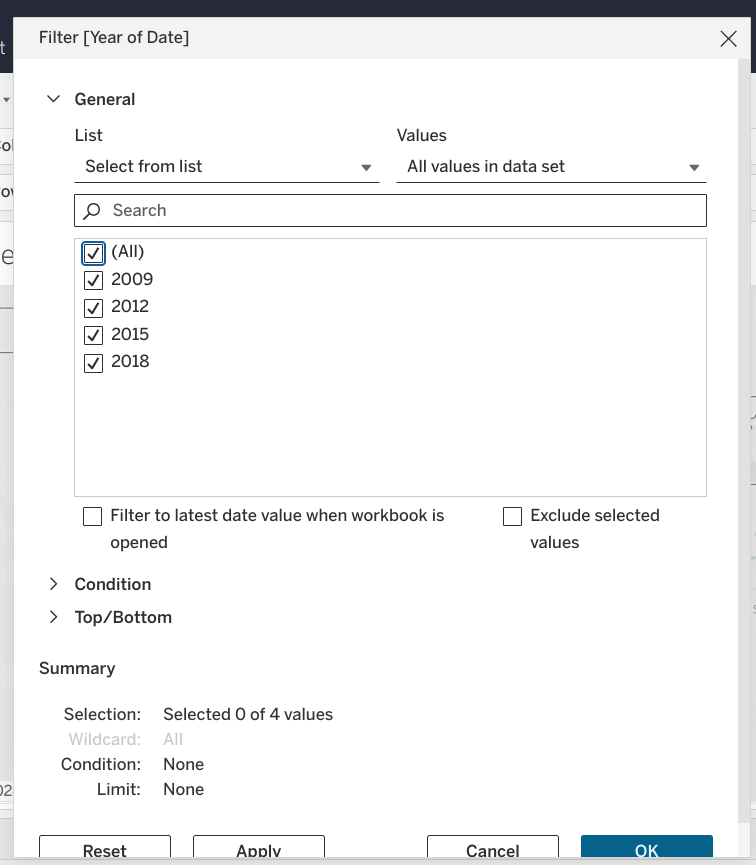 Filter [Year of Date]
General
List
Values
Select from list
All values in data set
Search
(All)
2009
2012
2015
2018
Filter to latest date value when workbook is
opened
Exclude selected
values
Condition
Top/Bottom
Summary
Selection: Selected 0 of 4 values
Wildcard: All
Condition: None
Limit: None
Reset
Apply
Cancel
OK